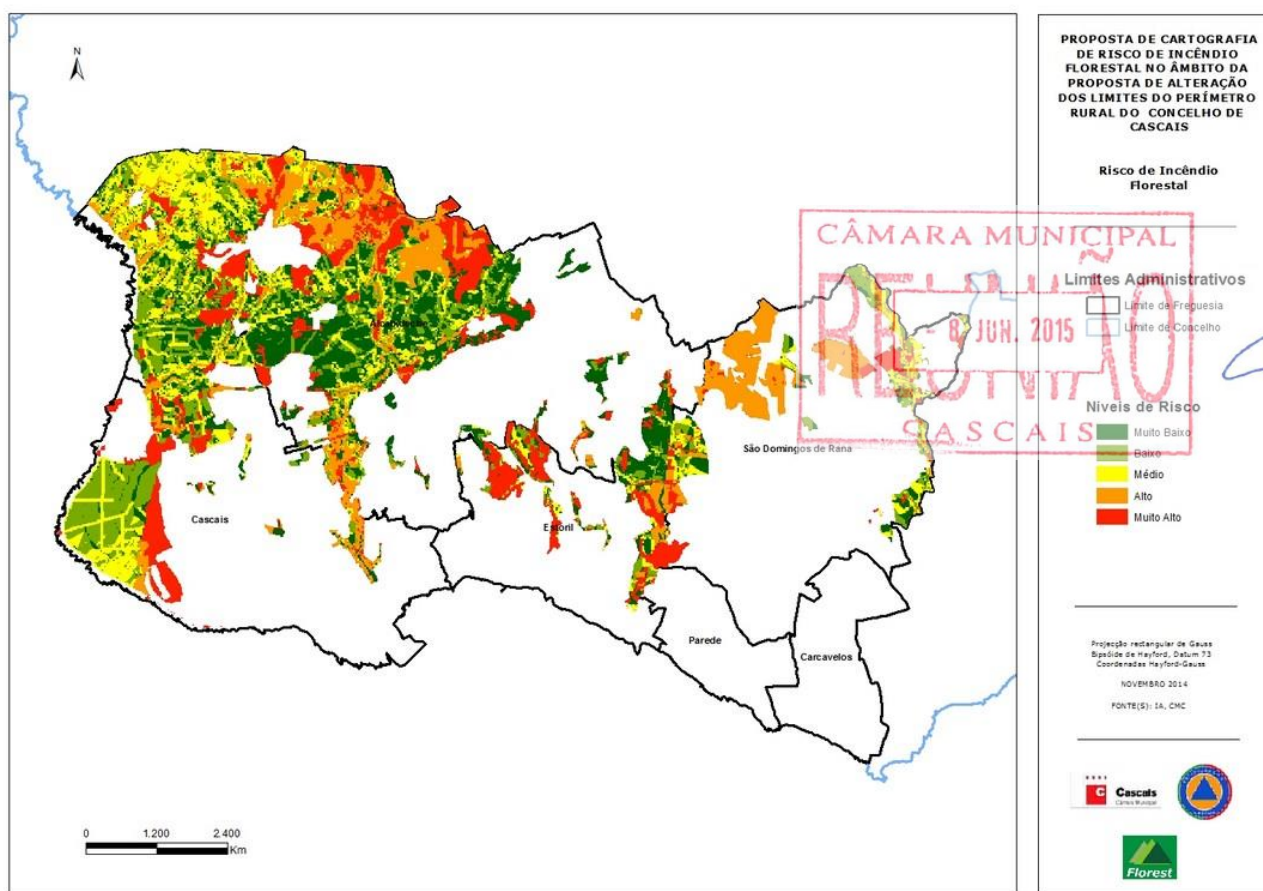 N
Alcabideche
Cascais
Estoril
São Domingos de Rana
Parede
Carcavelos
0 1.200 2.400
Km
PROPOSTA DE CARTOGRAFIA
DE RISCO DE INCÊNDIO
FLORESTAL NO ÂMBITO DA
PROPOSTA DE ALTERAÇÃO
DOS LIMITES DO PERÍMETRO
RURAL DO CONCELHO DE
CASCAIS
Risco de Incêndio
Florestal
CÂMARA MUNICIPAL
REUNIÃO
- 8 JUN. 2015
CASCAIS
Limites Administrativos
Limite de Freguesia
Limite de Concelho
Níveis de Risco
Muito Baixo
Baixo
Médio
Alto
Muito Alto
Projecção rectangular de Gauss
Elipsóide de Hayford, Datum 73
Coordenadas Hayford-Gauss
NOVEMBRO 2014
FONTE(S): IA, CMC
C Cascais
Câmara Municipal
Florest